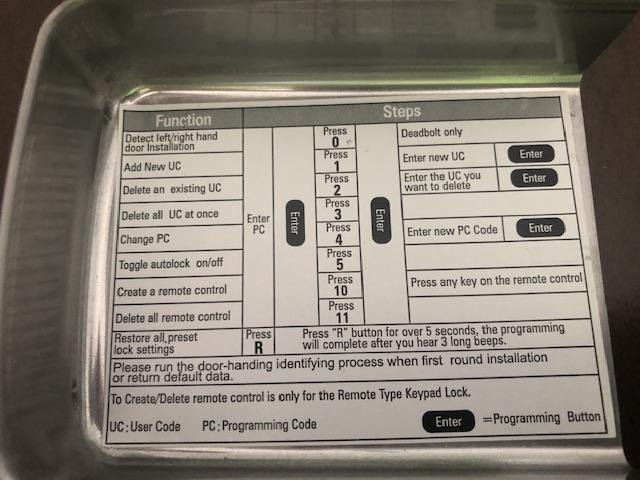 Function Steps
Detect left/right hand
door Installation
Add New UC
Delete an existing UC
Delete all UC at once
Change PC
Toggle autolock on/off
Create a remote control
Delete all remote control
Enter
PC
Enter
Press
0
Press
1
Press
2
Press
3
Press
4
Press
5
Press
10
Press
11
Enter
Deadbolt only
Enter new UC Enter
Enter the UC you
want to delete Enter
Enter new PC Code Enter
Press any key on the remote control
Restore all preset
lock settings
Press
R
Press "R" button for over 5 seconds, the programming
will complete after you hear 3 long beeps.
Please run the door-handing identifying process when first round installation
or return default data.
To Create/Delete remote control is only for the Remote Type Keypad Lock.
UC: User Code PC: Programming Code Enter =Programming Button